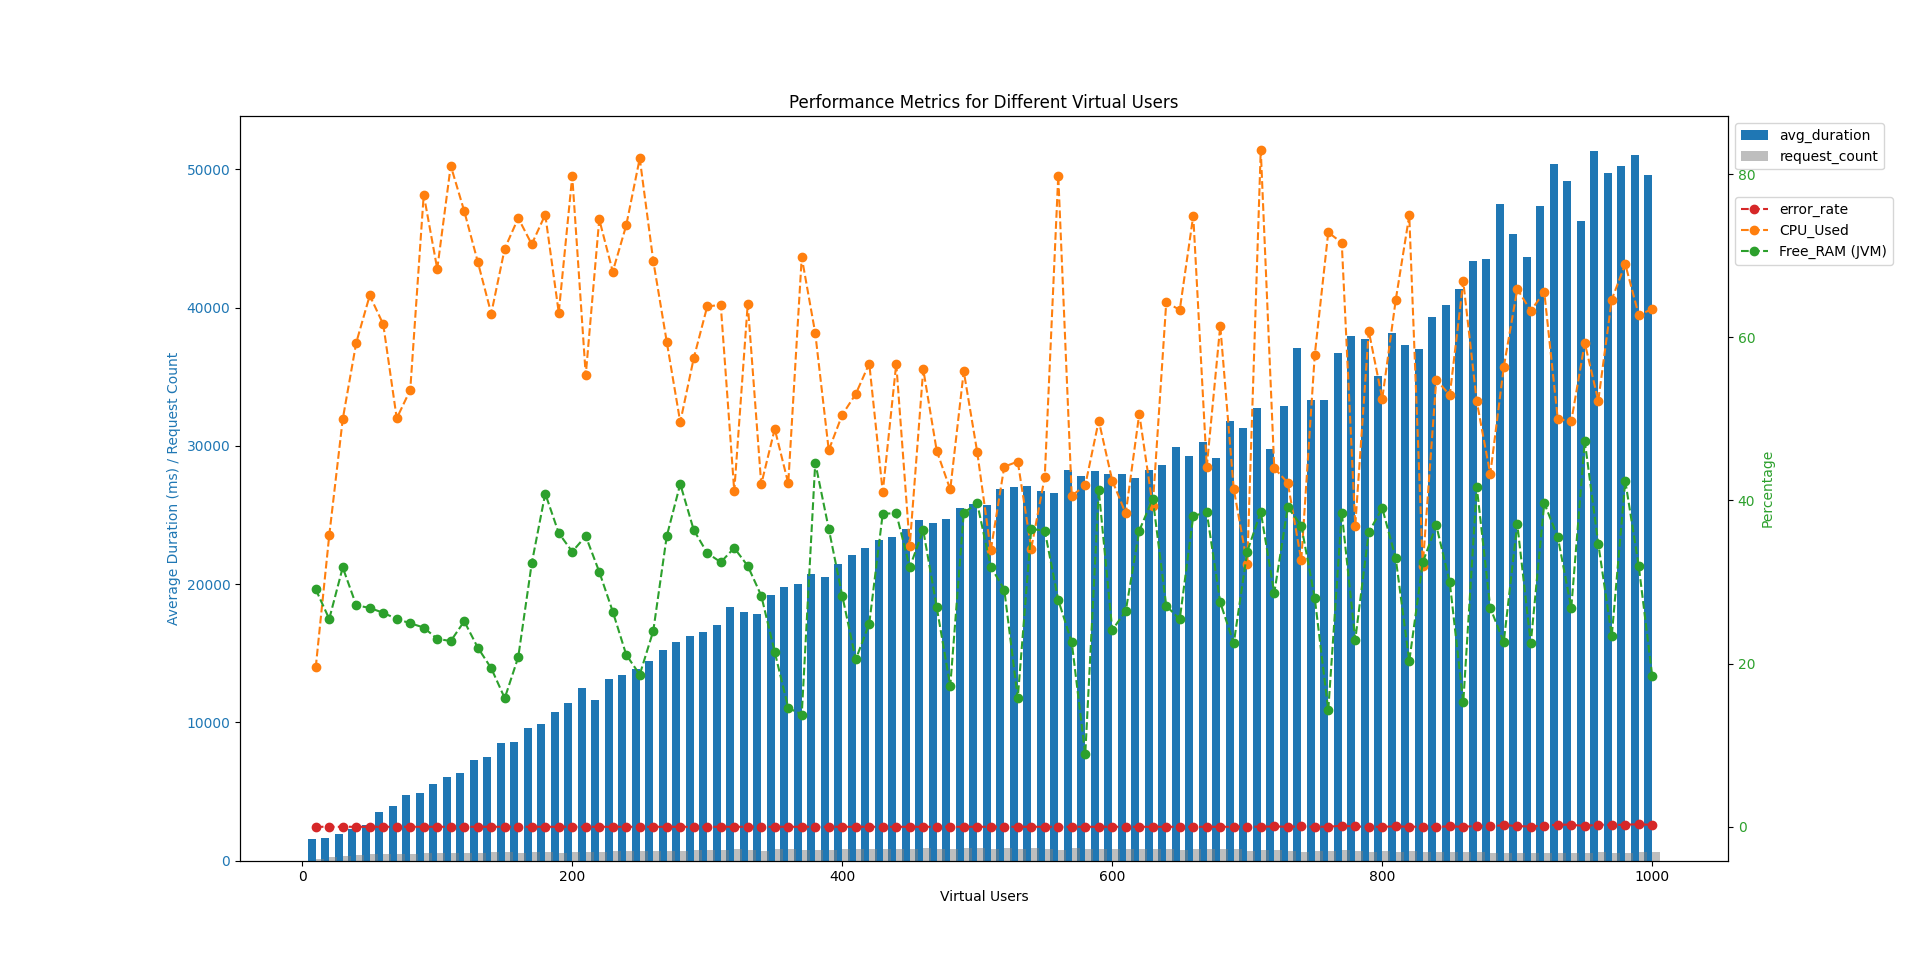 Performance Metrics for Different Virtual Users
avg_duration
request_count
error_rate
CPU_Used
Free_RAM (JVM)
Average Duration (ms) / Request Count
50000
40000
30000
20000
10000
0
Percentage
80
60
40
20
0
0 200 400 600 800 1000
Virtual Users